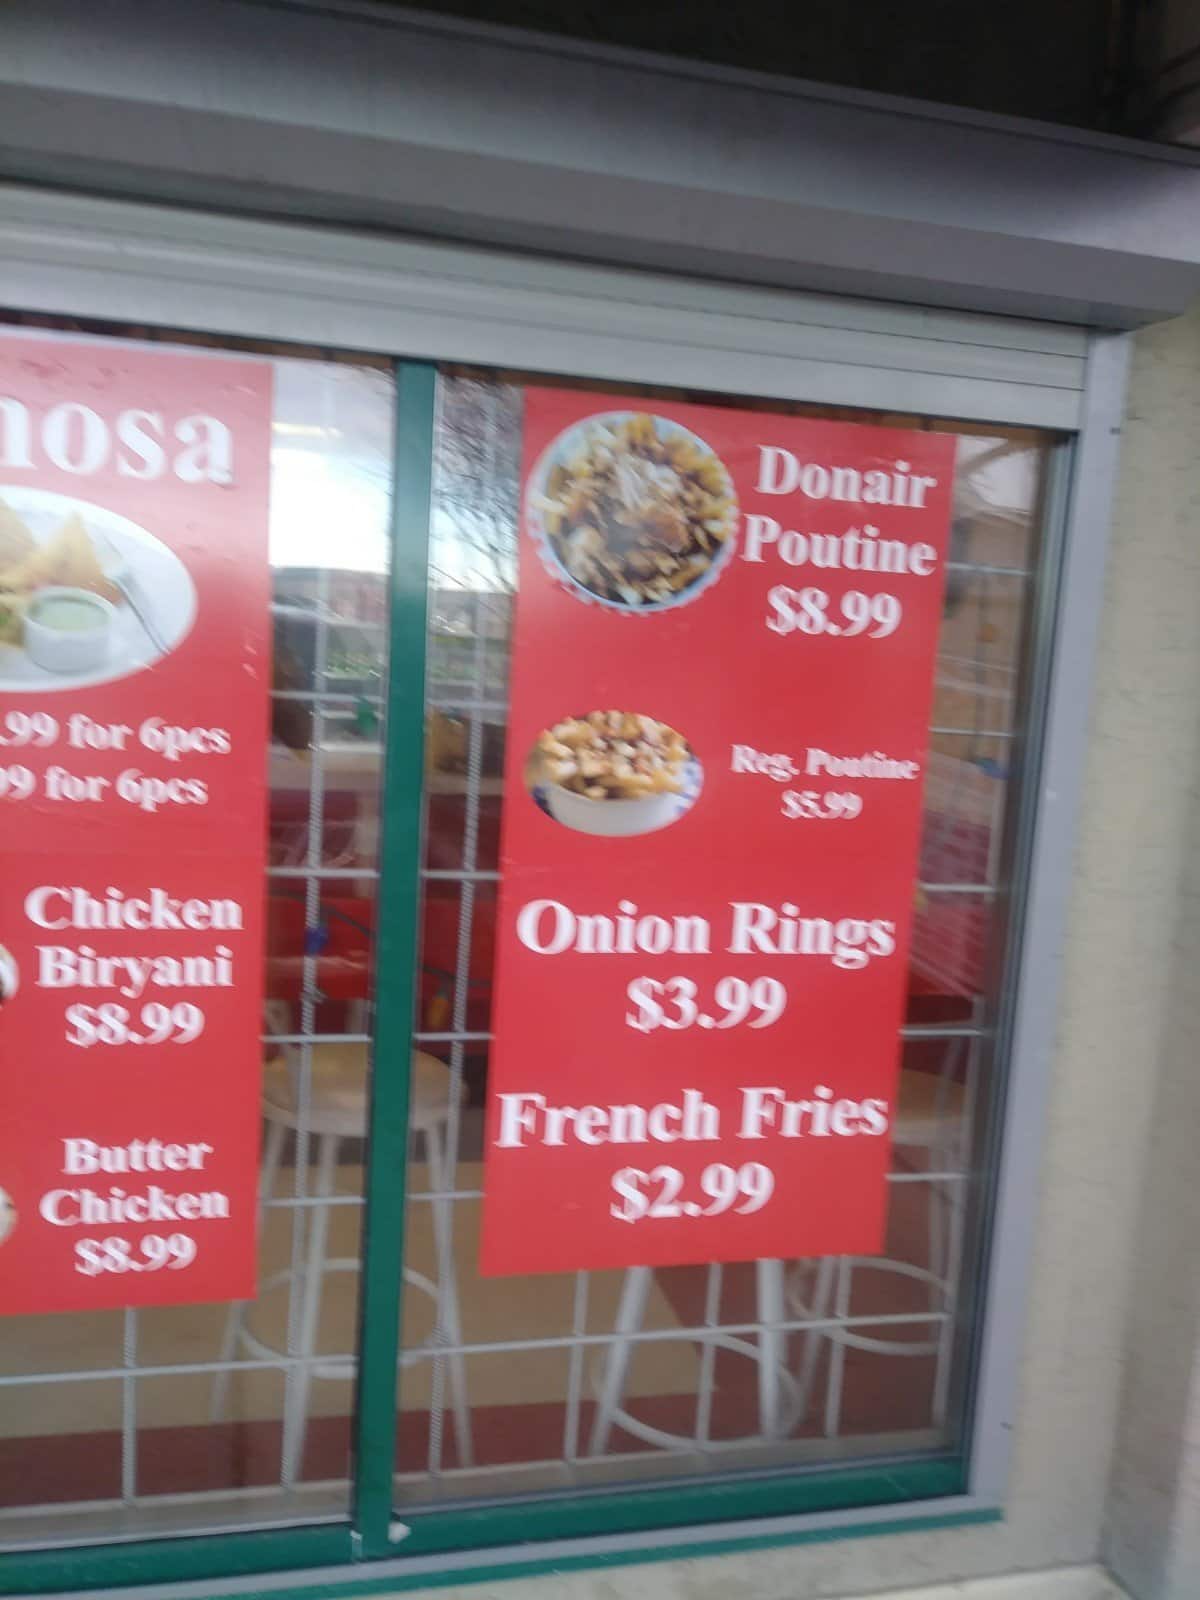 nosa
.99 for 6pcs
99 for 6pcs
Chicken
Biryani
$8.99
Butter
Chicken
$8.99
Donair
Poutine
$8.99
Reg. Poutine
$5.99
Onion Rings
$3.99
French Fries
$2.99